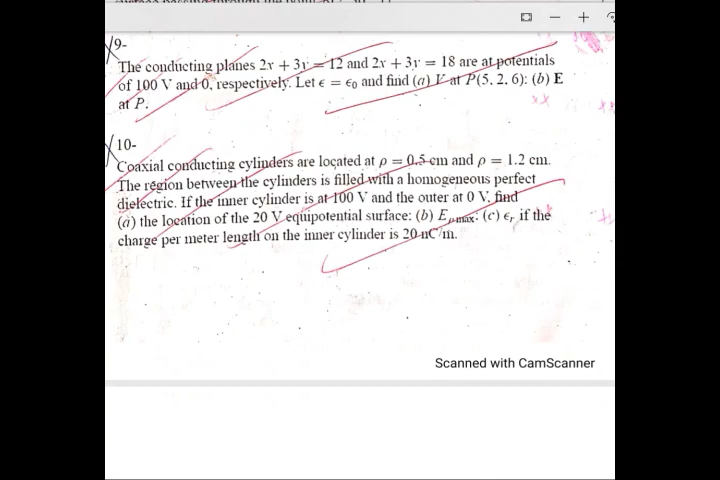 9-
The conducting planes 2x + 3y = 12 and 2x + 3y = 18 are at potentials
of 100 V and 0, respectively. Let ϵ = ϵ₀ and find (a) V at P(5, 2, 6); (b) E
at P.
10-
Coaxial conducting cylinders are located at ρ = 0.5 cm and ρ = 1.2 cm.
The region between the cylinders is filled with a homogeneous perfect
dielectric. If the inner cylinder is at 100 V and the outer at 0 V, find
(a) the location of the 20 V equipotential surface; (b) Eρ max; (c) ϵr if the
charge per meter length on the inner cylinder is 20 nC/m.
Scanned with CamScanner